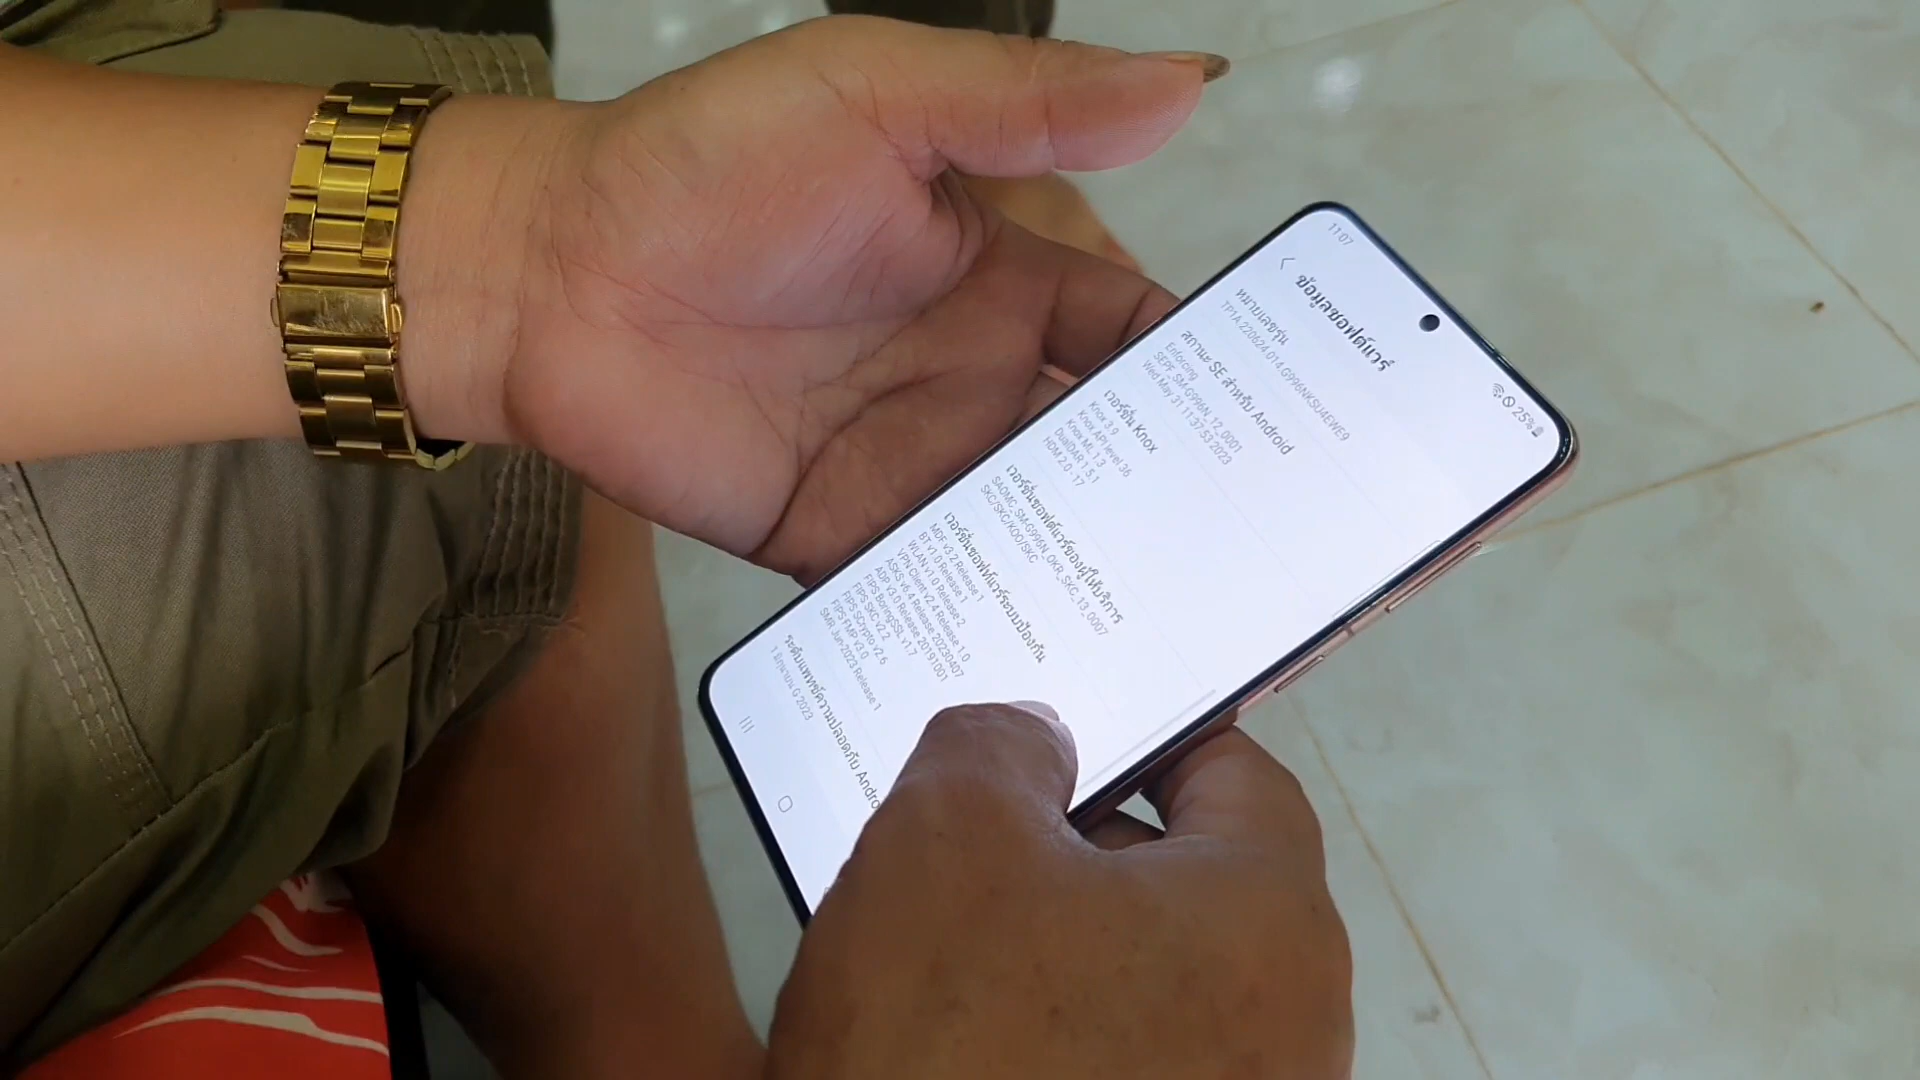 11:07
25%
ข้อมูลซอฟต์แวร์
หมายเลขรุ่น
TP1A.220624.014.G996NKSU4EWE9
สถานะ SE สำหรับ Android
Enforcing
SEPF_SM-G996N_12_0001
Wed May 31 11:37:53 2023
เวอร์ชั่น Knox
Knox 3.9
Knox API level 36
Knox ML 1.3
DualDAR 1.5.1
HDM 2.0 - 17
เวอร์ชั่นซอฟต์แวร์ของผู้ให้บริการ
SAOMC_SM-G996N_OKR_SKC_13_0007
SKC/SKC/KOO/SKC
เวอร์ชั่นซอฟท์แวร์ระบบป้องกัน
MDF v3.2 Release 1
BT v1.0 Release 1
WLAN v1.0 Release 2
VPN Client v2.4 Release 1.0
ASKS v6.4 Release 20230407
ADP v3.0 Release 20191001
FIPS BoringSSL v1.7
FIPS SKC v2.2
FIPS SCrypto v2.6
FIPS FMP v3.0
SMR Jun-2023 Release 1
ระดับแพทช์ความปลอดภัย Andro
1 มิถุนายน G 2023